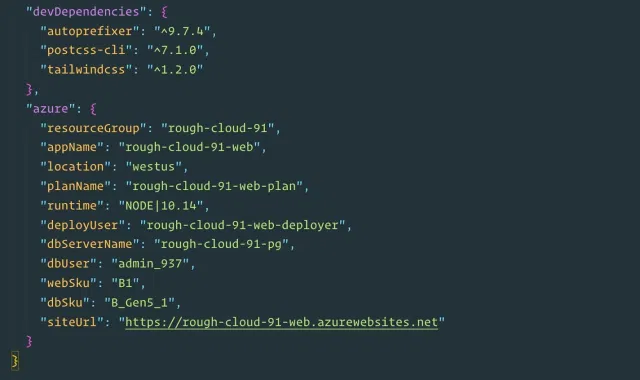 "devDependencies": {
"autoprefixer": "^9.7.4",
"postcss-cli": "^7.1.0",
"tailwindcss": "^1.2.0"
},
"azure": {
"resourceGroup": "rough-cloud-91",
"appName": "rough-cloud-91-web",
"location": "westus",
"planName": "rough-cloud-91-web-plan",
"runtime": "NODE|10.14",
"deployUser": "rough-cloud-91-web-deployer",
"dbServerName": "rough-cloud-91-pg",
"dbUser": "admin_937",
"webSku": "B1",
"dbSku": "B_Gen5_1",
"siteUrl": "https://rough-cloud-91-web.azurewebsites.net"
}
}